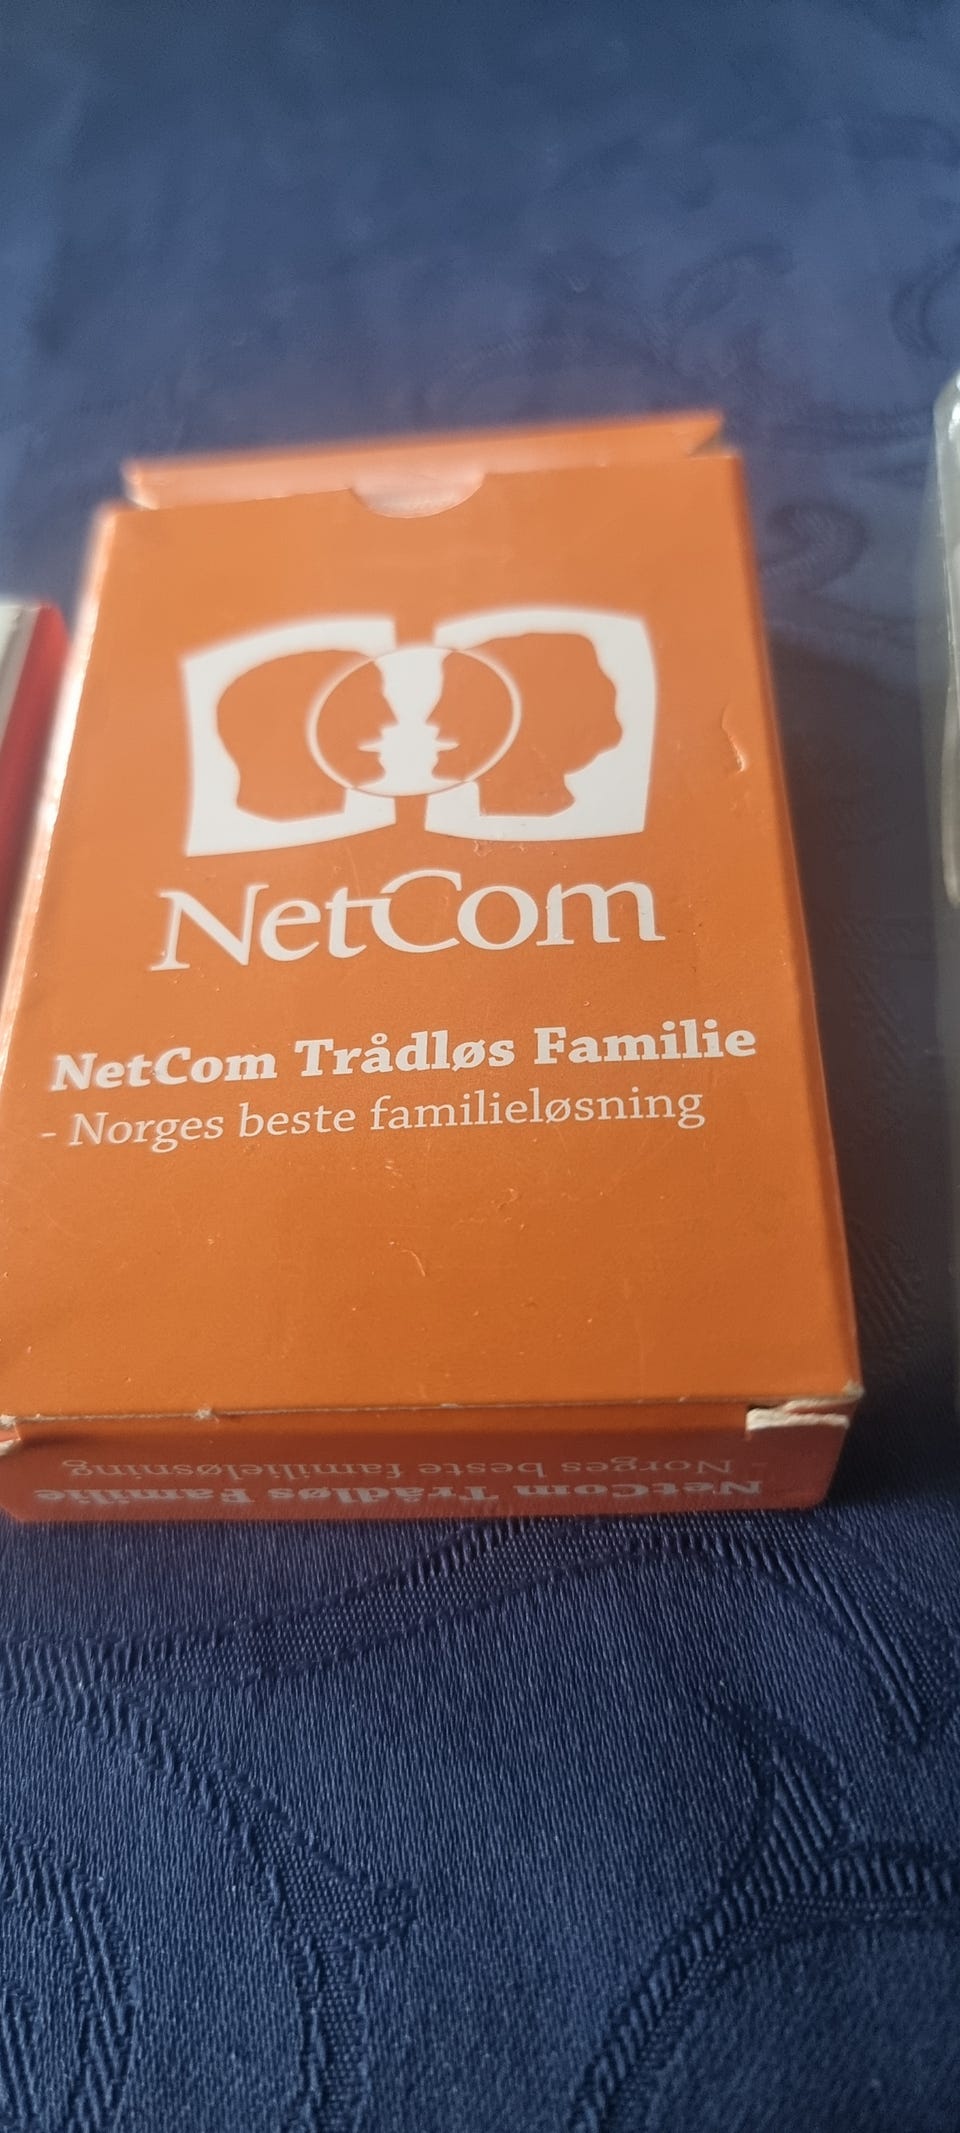 NetCom
NetCom Trådløs Familie
- Norges beste familieløsning
NetCom Trådløs Familie
- Norges beste familieløsning